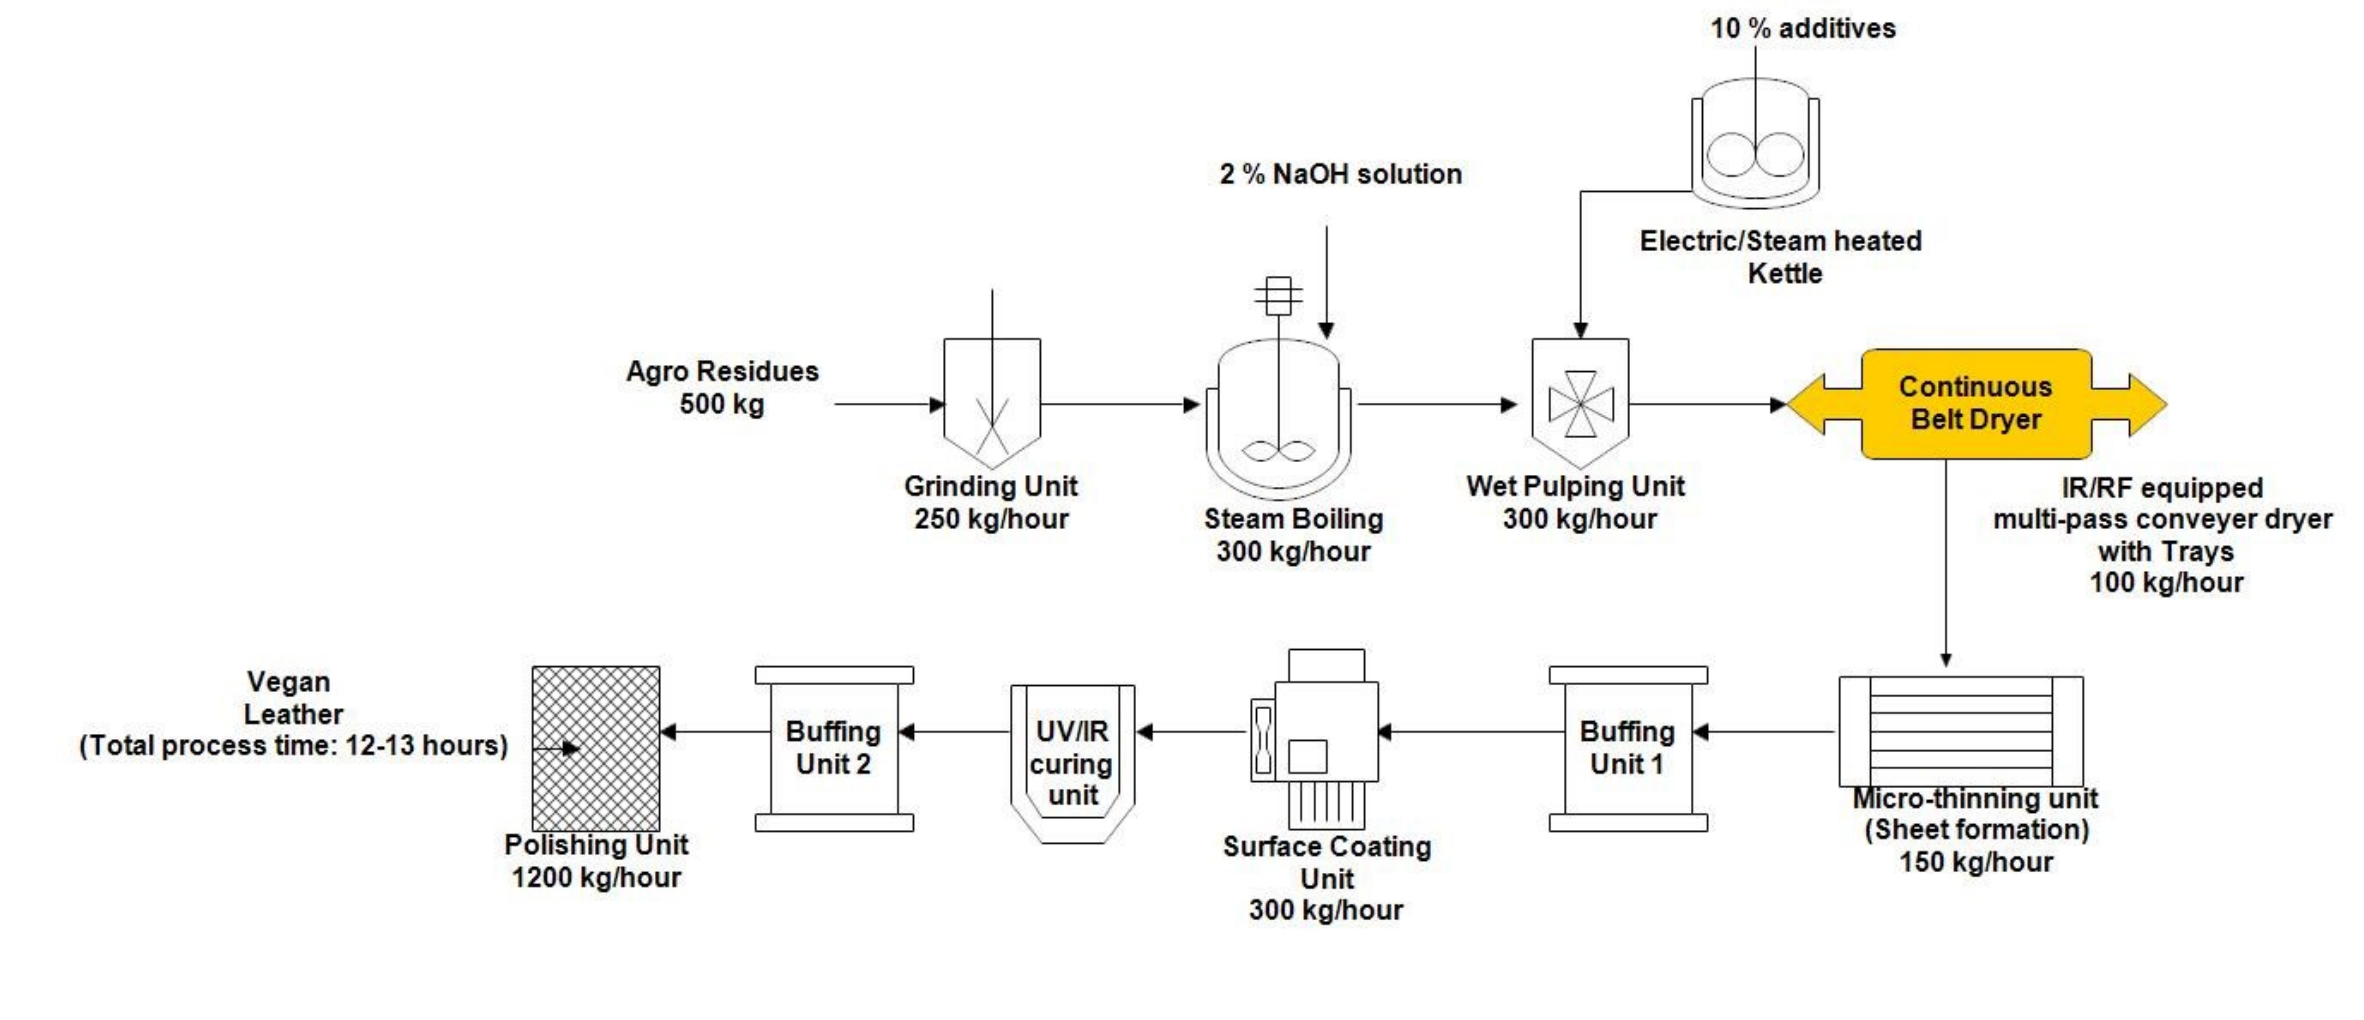 10 % additives
2 % NaOH solution
Electric/Steam heated
Kettle
Agro Residues
500 kg
Continuous
Belt Dryer
Grinding Unit
250 kg/hour
Steam Boiling
300 kg/hour
Wet Pulping Unit
300 kg/hour
IR/RF equipped
multi-pass conveyer dryer
with Trays
100 kg/hour
Vegan
Leather
(Total process time: 12-13 hours)
Polishing Unit
1200 kg/hour
Buffing
Unit 2
UV/IR
curing
unit
Surface Coating
Unit
300 kg/hour
Buffing
Unit 1
Micro-thinning unit
(Sheet formation)
150 kg/hour